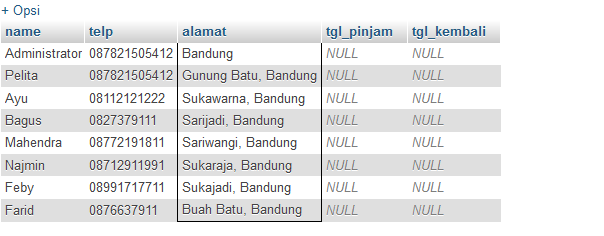 + Opsi
name telp alamat tgl_pinjam tgl_kembali
Administrator 087821505412 Bandung NULL NULL
Pelita 087821505412 Gunung Batu, Bandung NULL NULL
Ayu 08112121222 Sukawarna, Bandung NULL NULL
Bagus 0827379111 Sarijadi, Bandung NULL NULL
Mahendra 08772191811 Sariwangi, Bandung NULL NULL
Najmin 08712911991 Sukaraja, Bandung NULL NULL
Feby 08991717711 Sukajadi, Bandung NULL NULL
Farid 0876637911 Buah Batu, Bandung NULL NULL